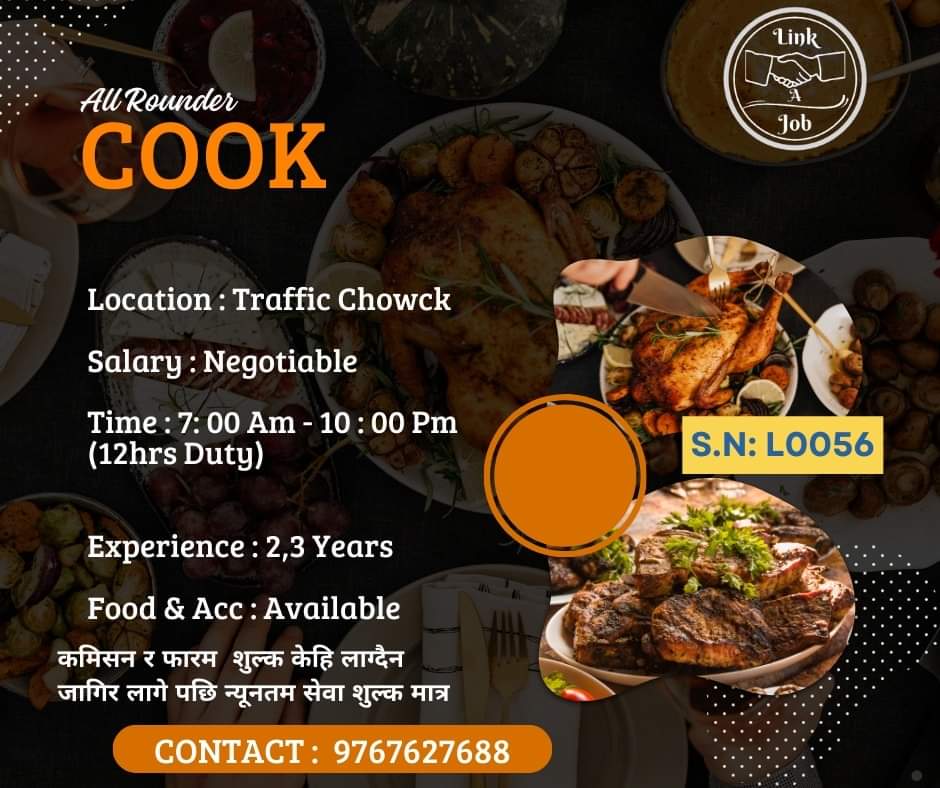 Link
A
Job
All Rounder
COOK
Location : Traffic Chowck
Salary : Negotiable
Time : 7: 00 Am - 10 : 00 Pm
(12hrs Duty)
S.N: L0056
Experience : 2,3 Years
Food & Acc : Available
कमिसन र फारम शुल्क केहि लाग्दैन
जागिर लागे पछि न्यूनतम सेवा शुल्क मात्र
CONTACT : 9767627688